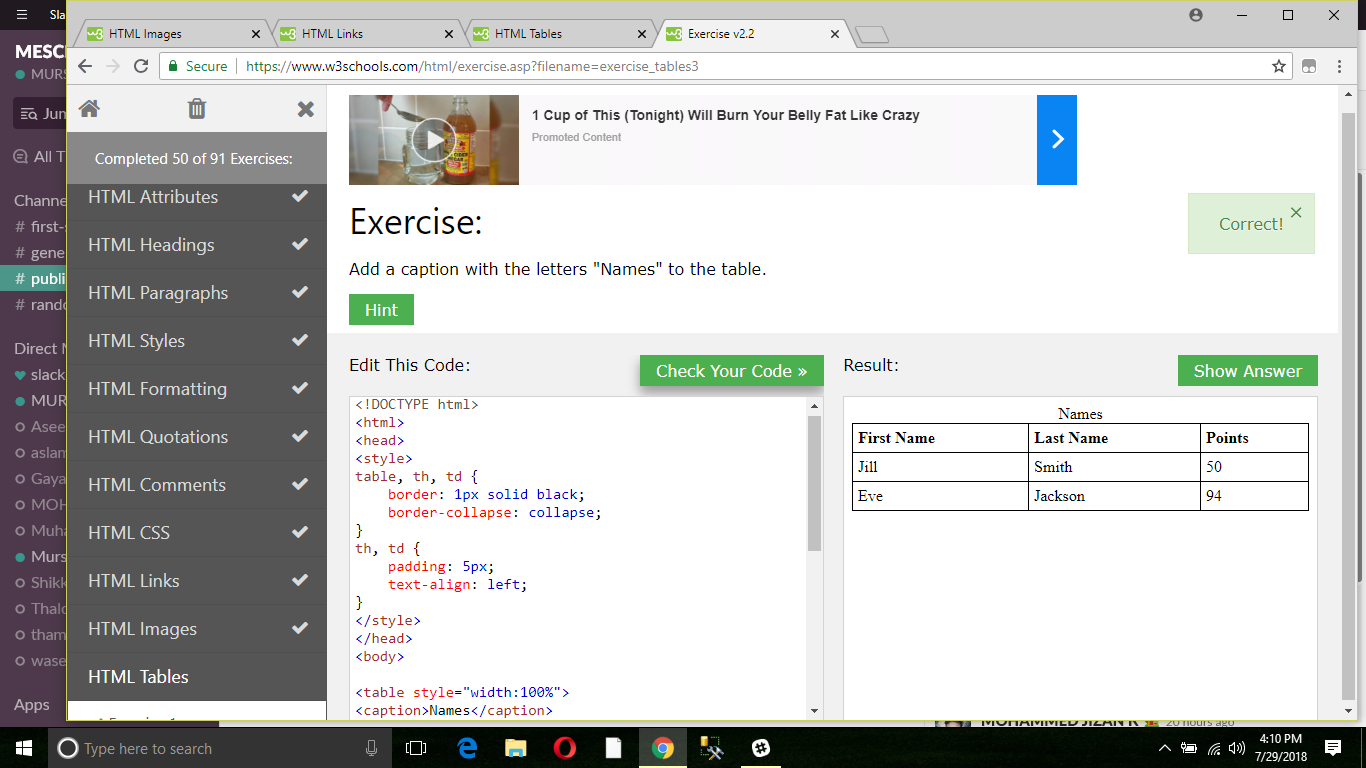 Sla
HTML Images
HTML Links
HTML Tables
Exercise v2.2
Secure
https://www.w3schools.com/html/exercise.asp?filename=exercise_tables3
MESC
MURS
Jum
All T
Channe
# first-s
# gene
# publi
# rando
Direct M
slack
MUR
Asee
aslam
Gaya
MOH
Muha
Murs
Shikk
Thalo
tham
wase
Apps
Completed 50 of 91 Exercises:
HTML Attributes
HTML Headings
HTML Paragraphs
HTML Styles
HTML Formatting
HTML Quotations
HTML Comments
HTML CSS
HTML Links
HTML Images
HTML Tables
1 Cup of This (Tonight) Will Burn Your Belly Fat Like Crazy
Promoted Content
Exercise:
Correct!
Add a caption with the letters "Names" to the table.
Hint
Edit This Code:
Check Your Code »
<!DOCTYPE html>
<html>
<head>
<style>
table, th, td {
    border: 1px solid black;
    border-collapse: collapse;
}
th, td {
    padding: 5px;
    text-align: left;
}
</style>
</head>
<body>
<table style="width:100%">
<caption>Names</caption>
Result:
Show Answer
Names
First Name Last Name Points
Jill Smith 50
Eve Jackson 94
MOHAMMED JIZAN K 20 hours ago
Type here to search
4:10 PM
7/29/2018